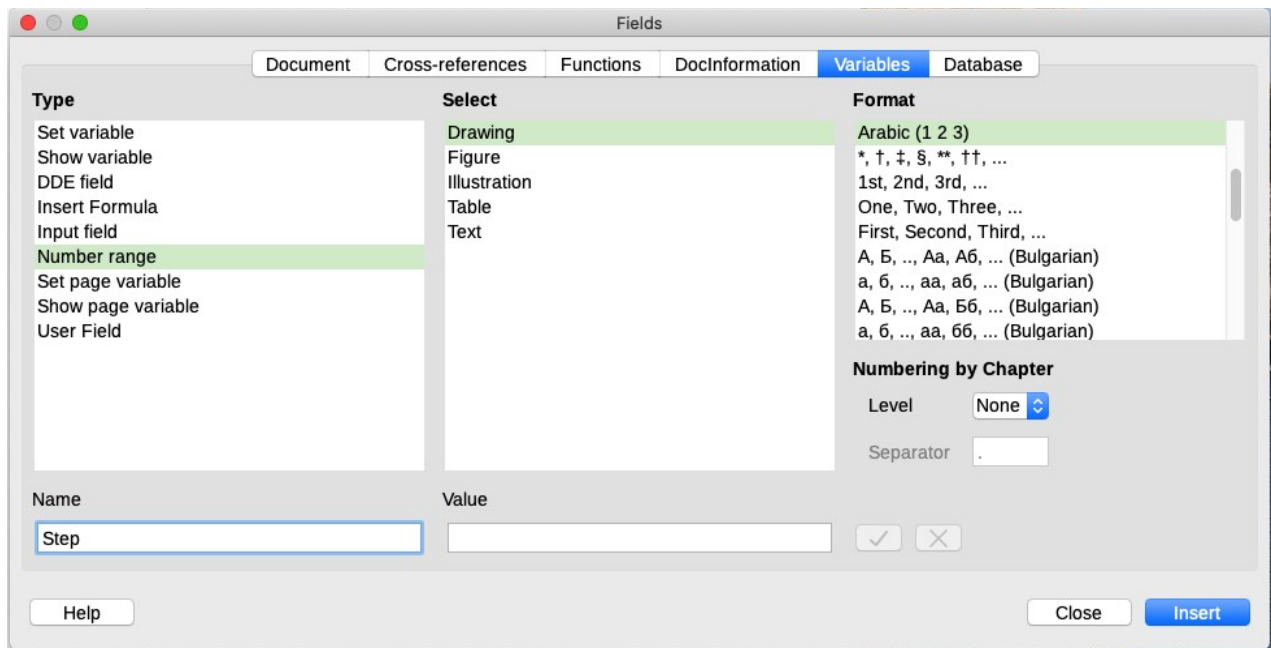 Fields
Document Cross-references Functions DocInformation Variables Database
Type
Set variable
Show variable
DDE field
Insert Formula
Input field
Number range
Set page variable
Show page variable
User Field
Select
Drawing
Figure
Illustration
Table
Text
Format
Arabic (1 2 3)
*, †, ‡, §, **, ††, ...
1st, 2nd, 3rd, ...
One, Two, Three, ...
First, Second, Third, ...
А, Б, .., Аа, Аб, ... (Bulgarian)
а, б, .., аа, аб, ... (Bulgarian)
А, Б, .., Аа, Бб, ... (Bulgarian)
а, б, .., аа, бб, ... (Bulgarian)
Numbering by Chapter
Level None
Separator .
Name
Step
Value
Help
Close
Insert